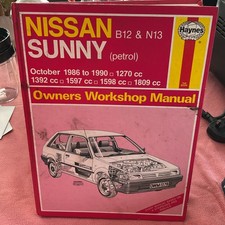 NISSAN B12 & N13
SUNNY (petrol)
Haynes
October 1986 to 1990 □ 1270 cc
1392 cc □ 1597 cc □ 1598 cc □ 1809 cc
Owners Workshop Manual